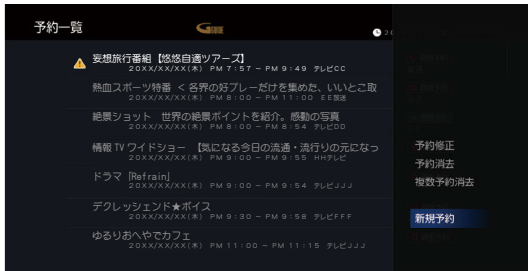 予約一覧
GGUIDE
20
妄想旅行番組【悠悠自適ツアーズ】
20XX/XX/XX(木) PM 7:57 - PM 9:49 テレビCC
熱血スポーツ特番 < 各界の好プレーだけを集めた、いいとこ取
20XX/XX/XX(木) PM 8:00 - PM 11:00 EE放送
絶景ショット 世界の絶景ポイントを紹介。感動の写真
20XX/XX/XX(木) PM 8:00 - PM 8:54 テレビDD
情報 TV ワイドショー 【気になる今日の流通・流行りの元になっ
20XX/XX/XX(木) PM 9:00 - PM 9:55 HHテレビ
ドラマ [Refrain]
20XX/XX/XX(木) PM 9:00 - PM 9:54 テレビJJJ
デクレッシェンド★ボイス
20XX/XX/XX(木) PM 9:30 - PM 9:58 テレビFFF
ゆるりおへやでカフェ
20XX/XX/XX(木) PM 11:00 - PM 11:15 テレビJJJ
予約修正
予約消去
複数予約消去
新規予約